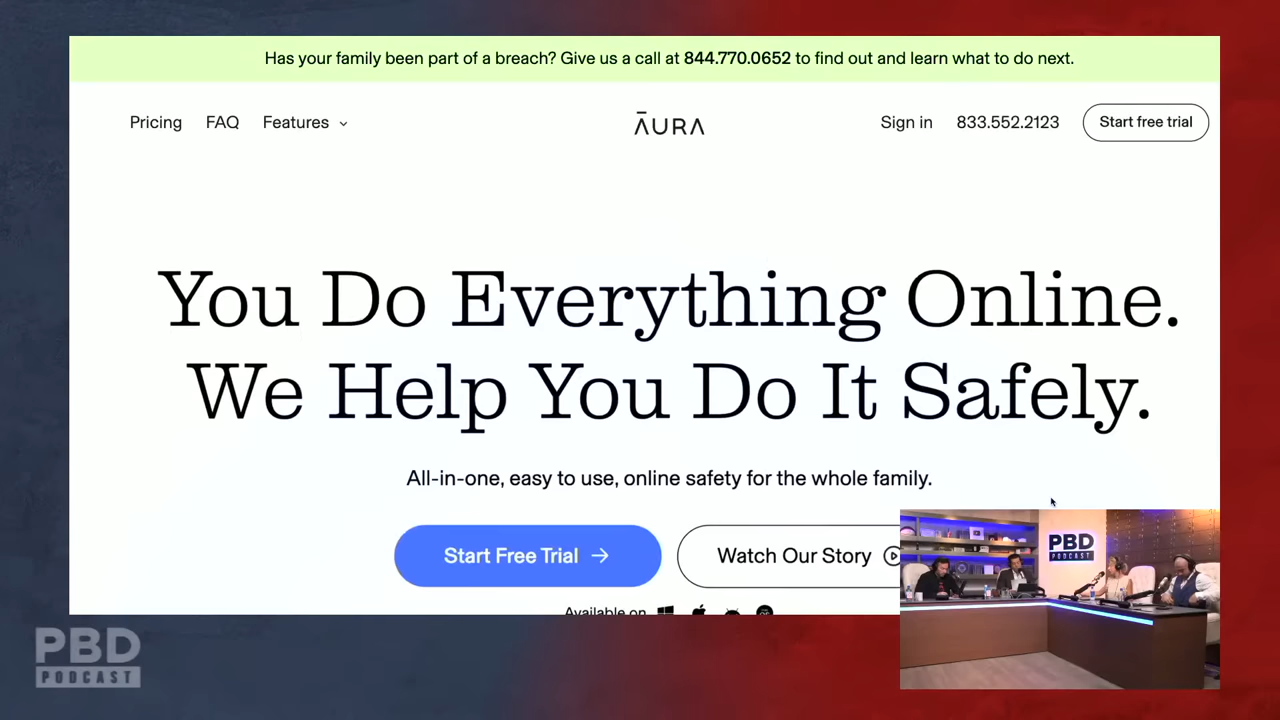 Has your family been part of a breach? Give us a call at 844.770.0652 to find out and learn what to do next.
Pricing FAQ Features ĀURA Sign in 833.552.2123 Start free trial
You Do Everything Online.
We Help You Do It Safely.
All-in-one, easy to use, online safety for the whole family.
Start Free Trial → Watch Our Story
Available on
PBD
PODCAST
PBD
PODCAST